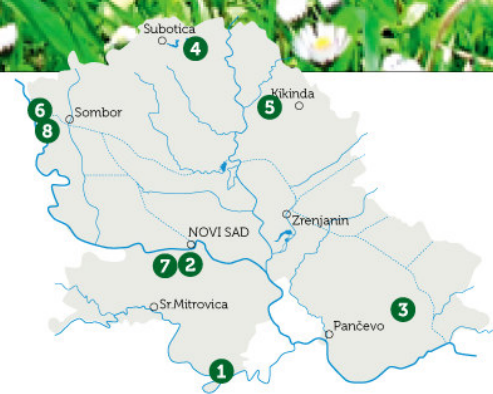 Subotica
4
Kikinda
5
6
Sombor
8
Zrenjanin
NOVI SAD
7 2
Sr.Mitrovica
3
Pančevo
1